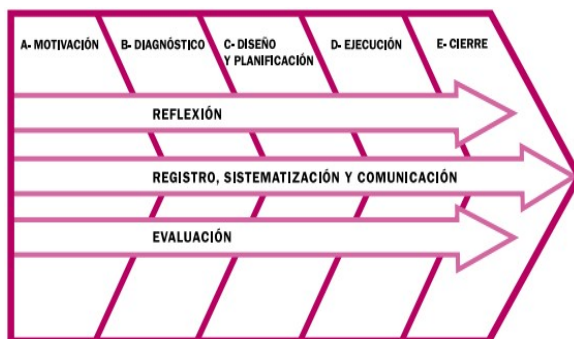 A- MOTIVACIÓN
B- DIAGNÓSTICO
C- DISEÑO
Y PLANIFICACIÓN
D- EJECUCIÓN
E- CIERRE
REFLEXIÓN
REGISTRO, SISTEMATIZACIÓN Y COMUNICACIÓN
EVALUACIÓN